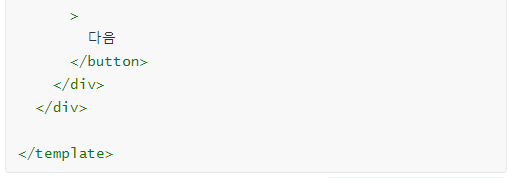 >
다음
</button>
</div>
</div>
</template>